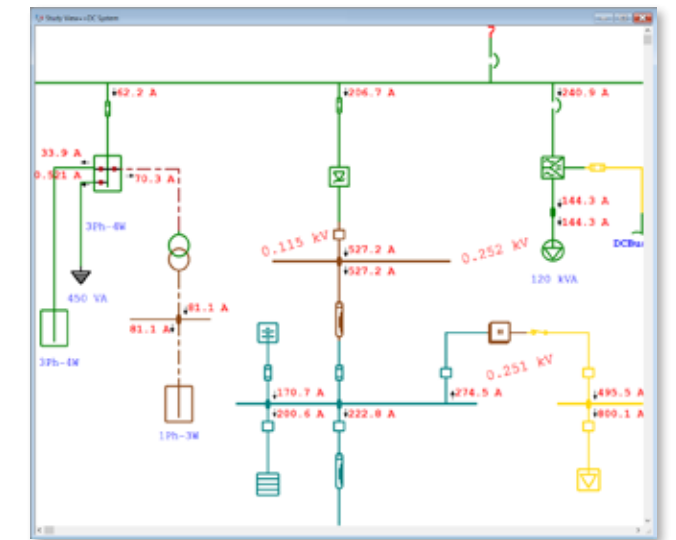 Study View=>DC System
?
62.2 A
206.7 A
240.9 A
33.9 A
0.521 A
70.3 A
144.3 A
144.3 A
3Ph-4W
0.115 kV
527.2 A
0.252 kV
DCBus
527.2 A
120 kVA
450 VA
81.1 A
81.1 A
3Ph-4W
0.251 kV
170.7 A
274.5 A
495.5 A
200.6 A
222.8 A
800.1 A
1Ph-3W